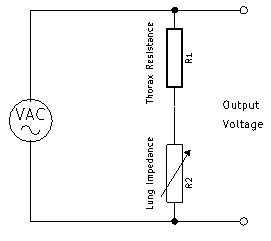 VAC
Thorax Resistance
R1
Output
Voltage
Lung Impedance
R2